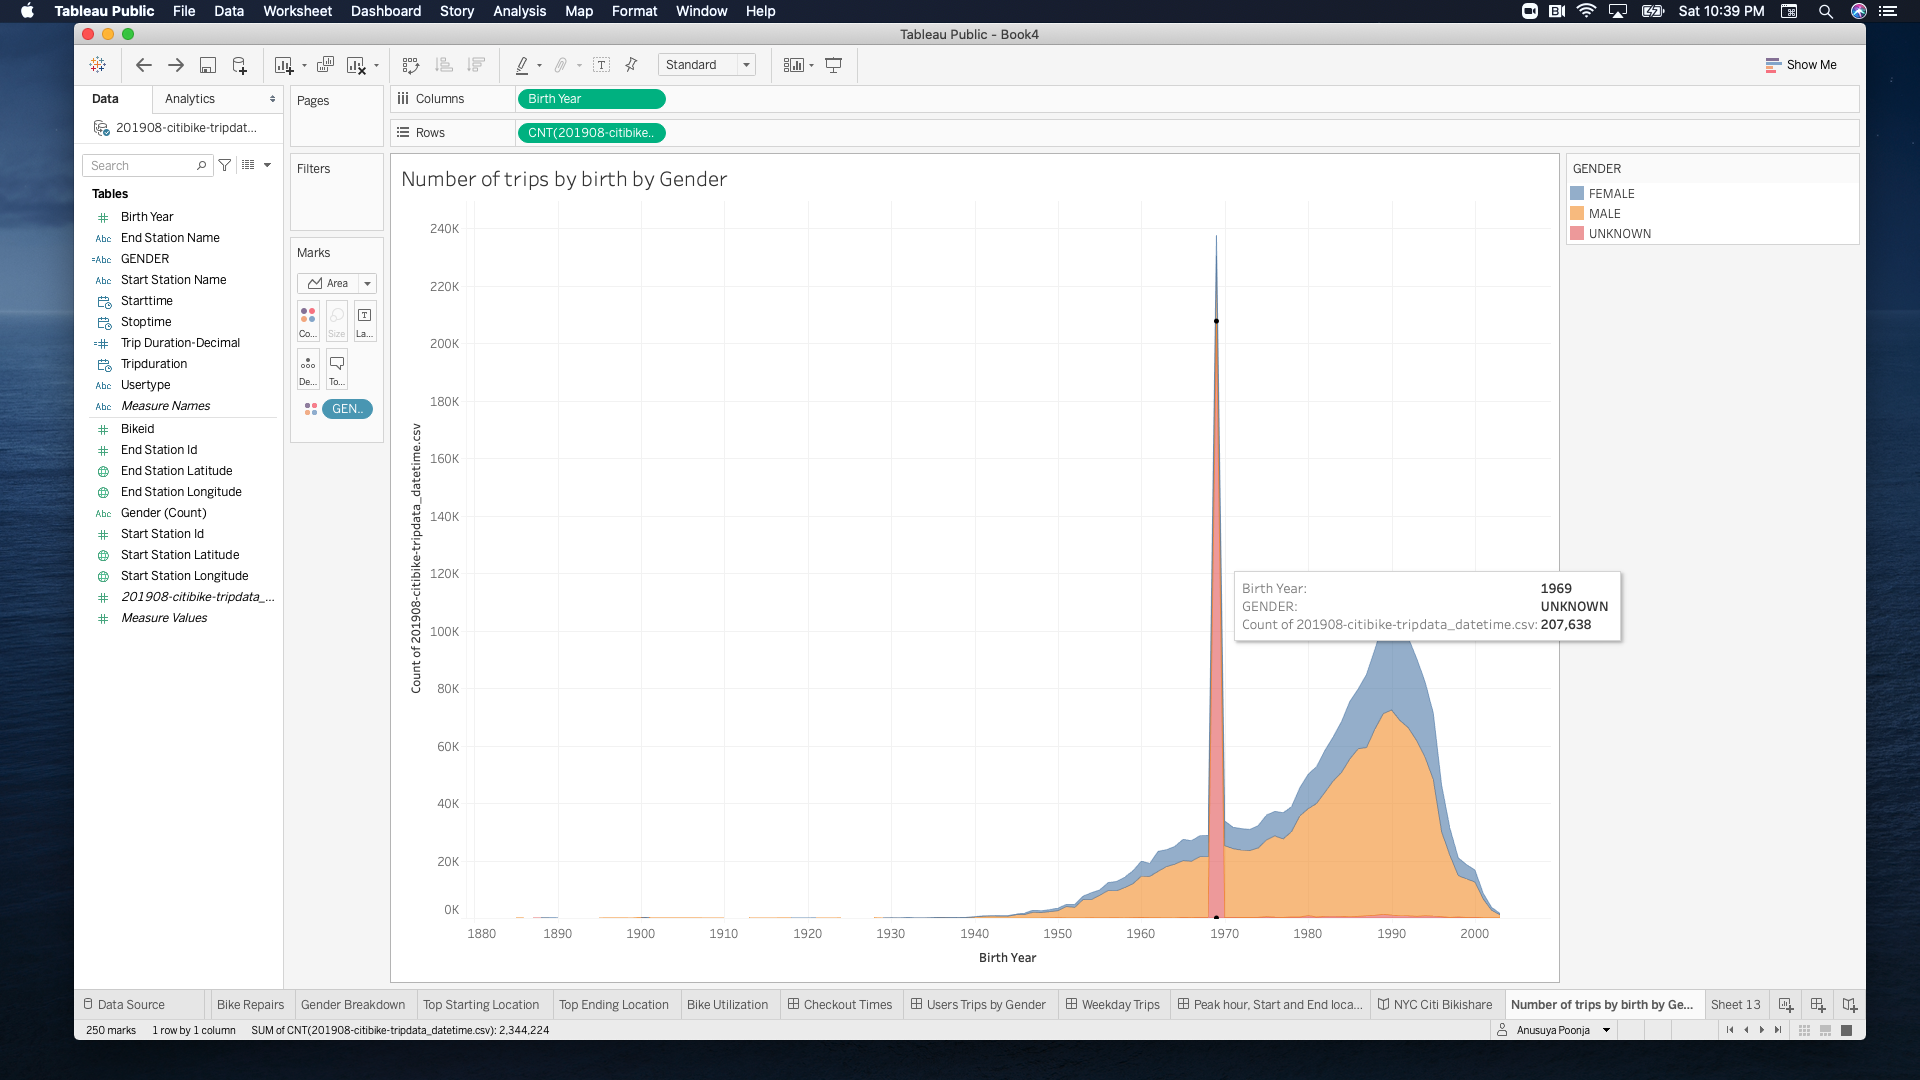 Tableau Public File Data Worksheet Dashboard Story Analysis Map Format Window Help Sat 10:39 PM
Tableau Public - Book4
Standard Show Me
Data Analytics
201908-citibike-tripdat...
Search
Tables
Birth Year
Abc End Station Name
=Abc GENDER
Abc Start Station Name
Starttime
Stoptime
=# Trip Duration-Decimal
Tripduration
Abc Usertype
Abc Measure Names
# Bikeid
# End Station Id
End Station Latitude
End Station Longitude
Abc Gender (Count)
# Start Station Id
Start Station Latitude
Start Station Longitude
# 201908-citibike-tripdata_...
# Measure Values
Pages
Filters
Marks
Area
Co... Size La...
De... To...
GEN..
Columns Birth Year
Rows CNT(201908-citibike..
Number of trips by birth by Gender
Count of 201908-citibike-tripdata_datetime.csv
240K
220K
200K
180K
160K
140K
120K
100K
80K
60K
40K
20K
0K
1880 1890 1900 1910 1920 1930 1940 1950 1960 1970 1980 1990 2000
Birth Year
Birth Year: 1969
GENDER: UNKNOWN
Count of 201908-citibike-tripdata_datetime.csv: 207,638
GENDER
FEMALE
MALE
UNKNOWN
Data Source Bike Repairs Gender Breakdown Top Starting Location Top Ending Location Bike Utilization Checkout Times Users Trips by Gender Weekday Trips Peak hour, Start and End loca... NYC Citi Bikishare Number of trips by birth by Ge... Sheet 13
250 marks 1 row by 1 column SUM of CNT(201908-citibike-tripdata_datetime.csv): 2,344,224 Anusuya Poonja